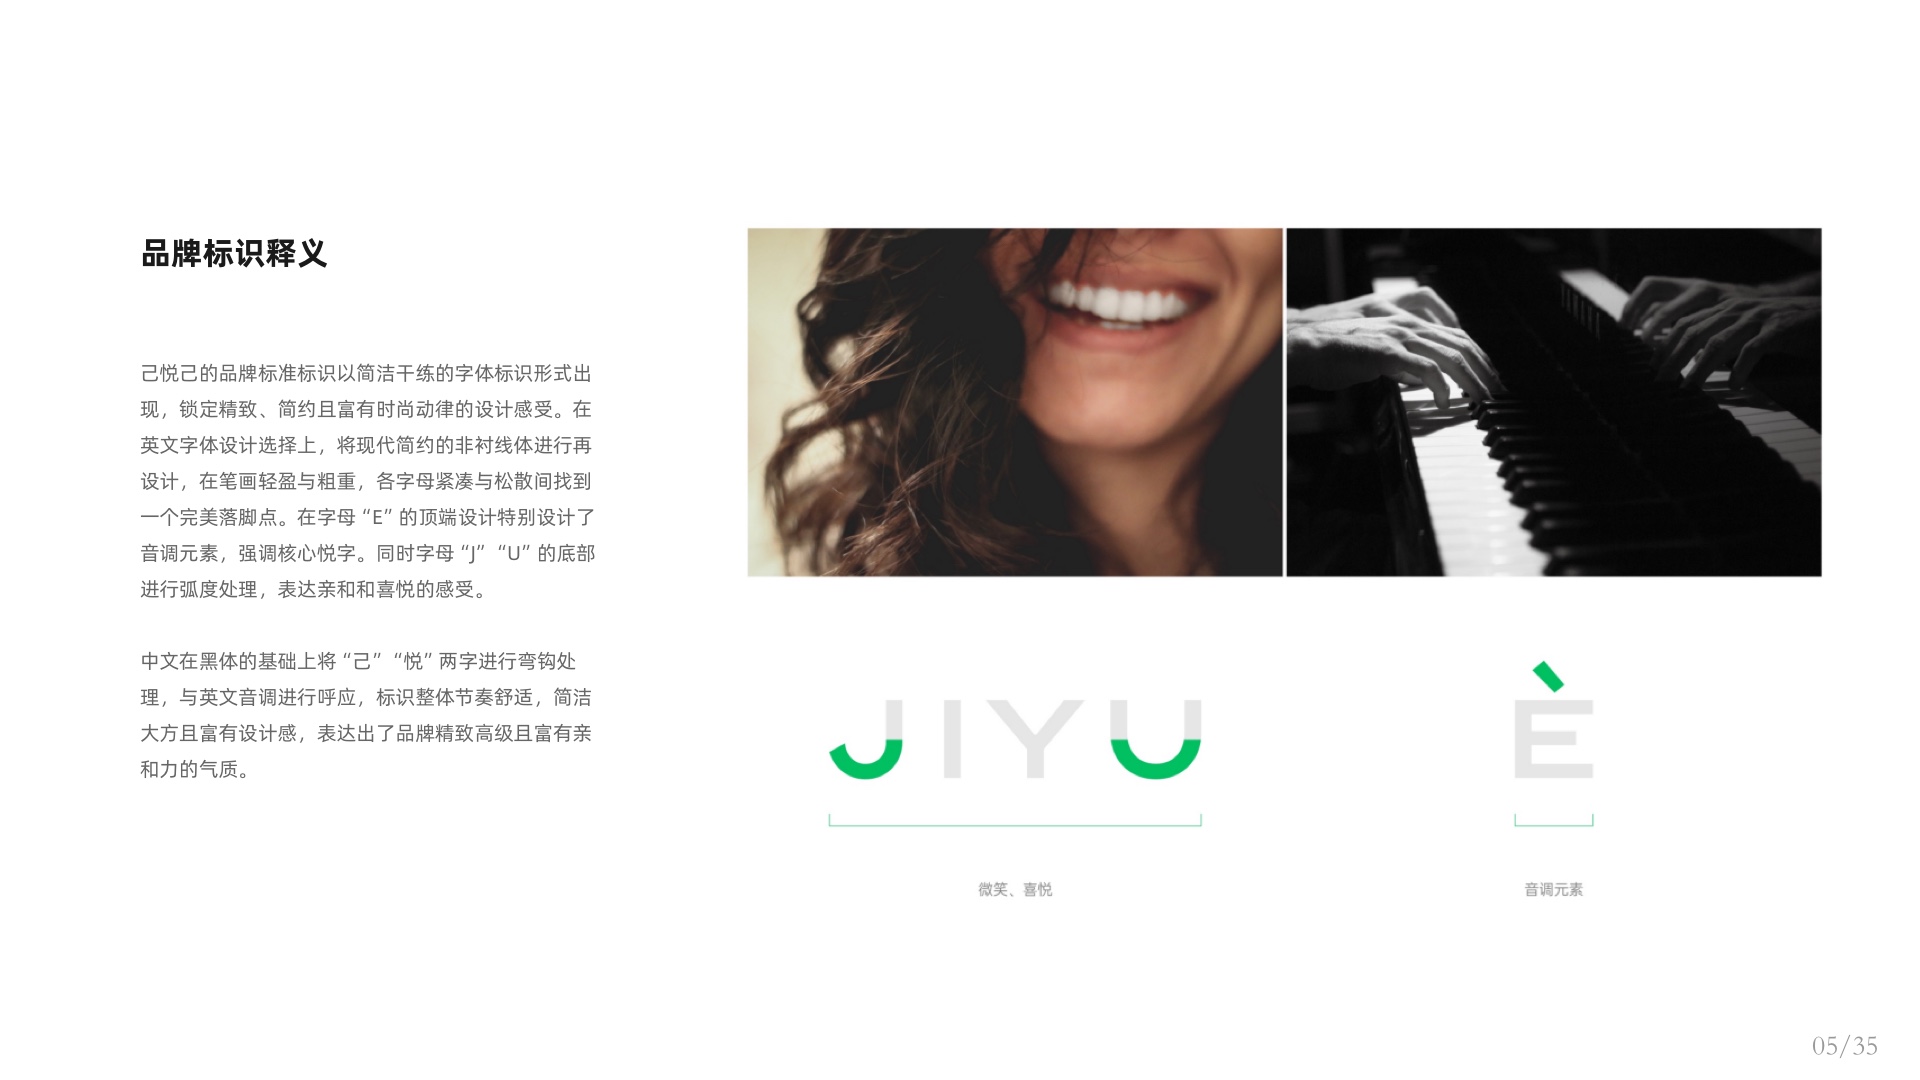 品牌标识释义
己悦己的品牌标准标识以简洁干练的字体标识形式出
现，锁定精致、简约且富有时尚动律的设计感受。在
英文字体设计选择上，将现代简约的非衬线体进行再
设计，在笔画轻盈与粗重，各字母紧凑与松散间找到
一个完美落脚点。在字母“E”的顶端设计特别设计了
音调元素，强调核心悦字。同时字母“J”“U”的底部
进行弧度处理，表达亲和和喜悦的感受。
中文在黑体的基础上将“己”“悦”两字进行弯钩处
理，与英文音调进行呼应，标识整体节奏舒适，简洁
大方且富有设计感，表达出了品牌精致高级且富有亲
和力的气质。
JIYU
È
微笑、喜悦
音调元素
05/35